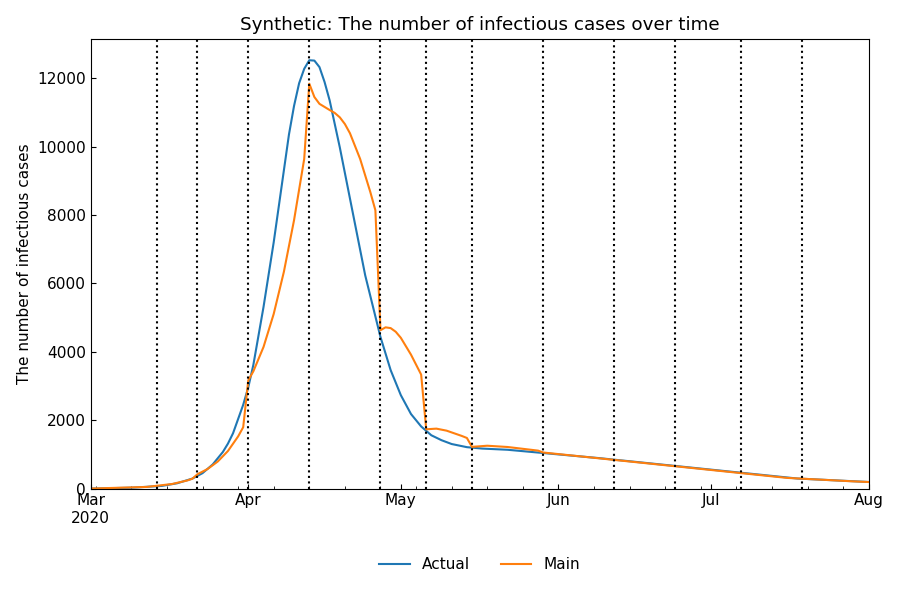 Synthetic: The number of infectious cases over time
The number of infectious cases
12000
10000
8000
6000
4000
2000
0
Mar
2020
Apr
May
Jun
Jul
Aug
Actual
Main